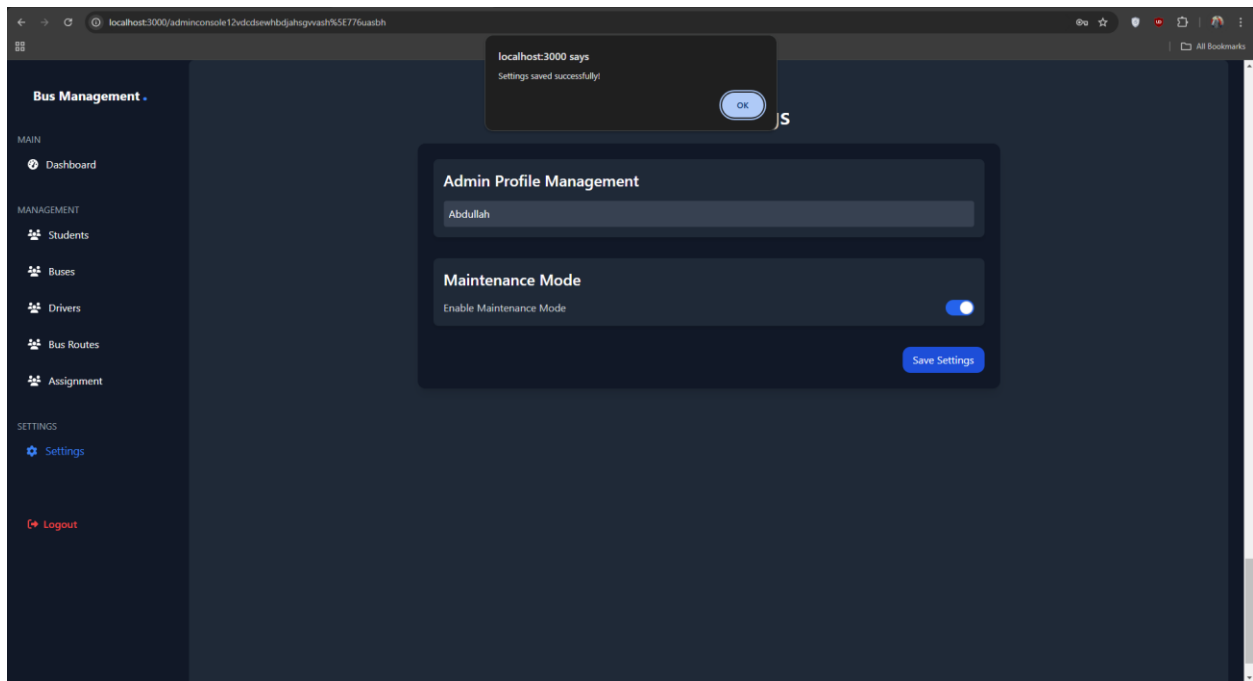 localhost:3000/adminconsole12vdcdsewhbdjahsgvvash%5E776uasbh
All Bookmarks
localhost:3000 says
Settings saved successfully!
OK
Bus Management .
gs
MAIN
Dashboard
Admin Profile Management
Abdullah
MANAGEMENT
Students
Buses
Drivers
Bus Routes
Assignment
Maintenance Mode
Enable Maintenance Mode
Save Settings
SETTINGS
Settings
Logout